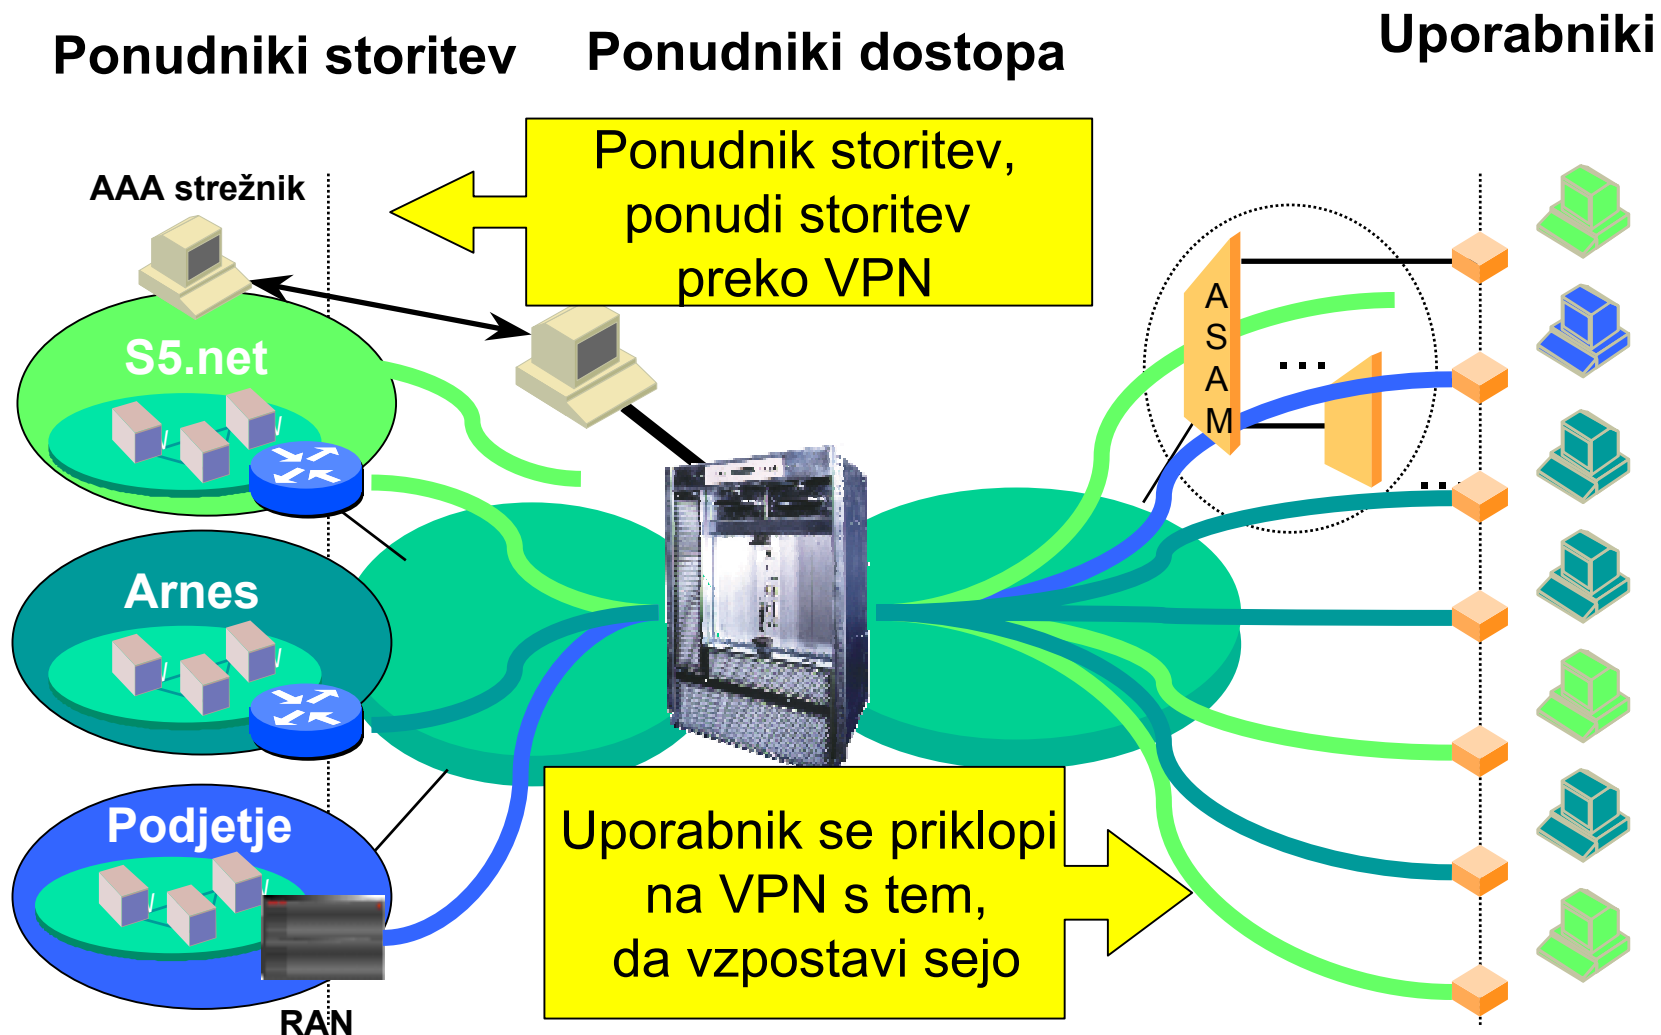 Ponudniki storitev
Ponudniki dostopa
Uporabniki
Ponudnik storitev,
ponudi storitev
preko VPN
AAA strežnik
S5.net
A
S
A
M
...
...
Arnes
Podjetje
Uporabnik se priklopi
na VPN s tem,
da vzpostavi sejo
RAN